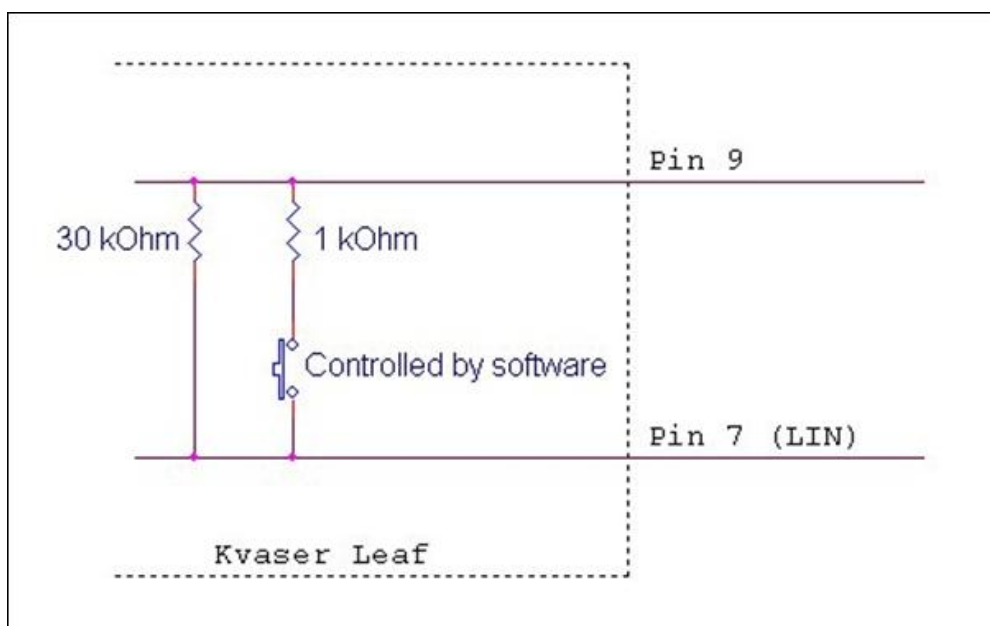 Pin 9
30 kOhm
1 kOhm
Controlled by software
Pin 7 (LIN)
Kvaser Leaf